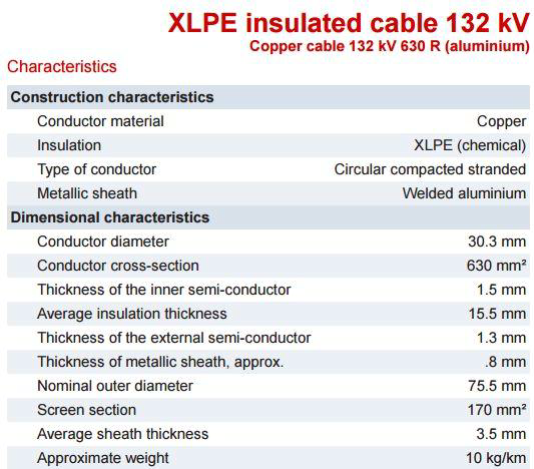 XLPE insulated cable 132 kV
Copper cable 132 kV 630 R (aluminium)
Characteristics
Construction characteristics
Conductor material Copper
Insulation XLPE (chemical)
Type of conductor Circular compacted stranded
Metallic sheath Welded aluminium
Dimensional characteristics
Conductor diameter 30.3 mm
Conductor cross-section 630 mm²
Thickness of the inner semi-conductor 1.5 mm
Average insulation thickness 15.5 mm
Thickness of the external semi-conductor 1.3 mm
Thickness of metallic sheath, approx. .8 mm
Nominal outer diameter 75.5 mm
Screen section 170 mm²
Average sheath thickness 3.5 mm
Approximate weight 10 kg/km